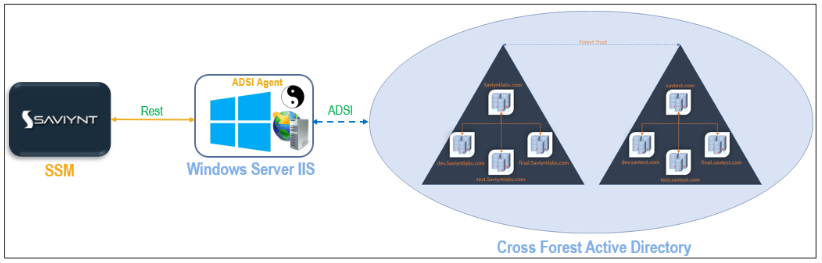 Forest Trust
ADSI Agent
Saviyntlabs.com
savtest.com
Rest
ADSI
SAVIYNT
dev.Saviyntlabs.com
final.Saviyntlabs.com
dev.savtest.com
final.savtest.com
SSM
Windows Server IIS
test.Saviyntlabs.com
test.savtest.com
Cross Forest Active Directory